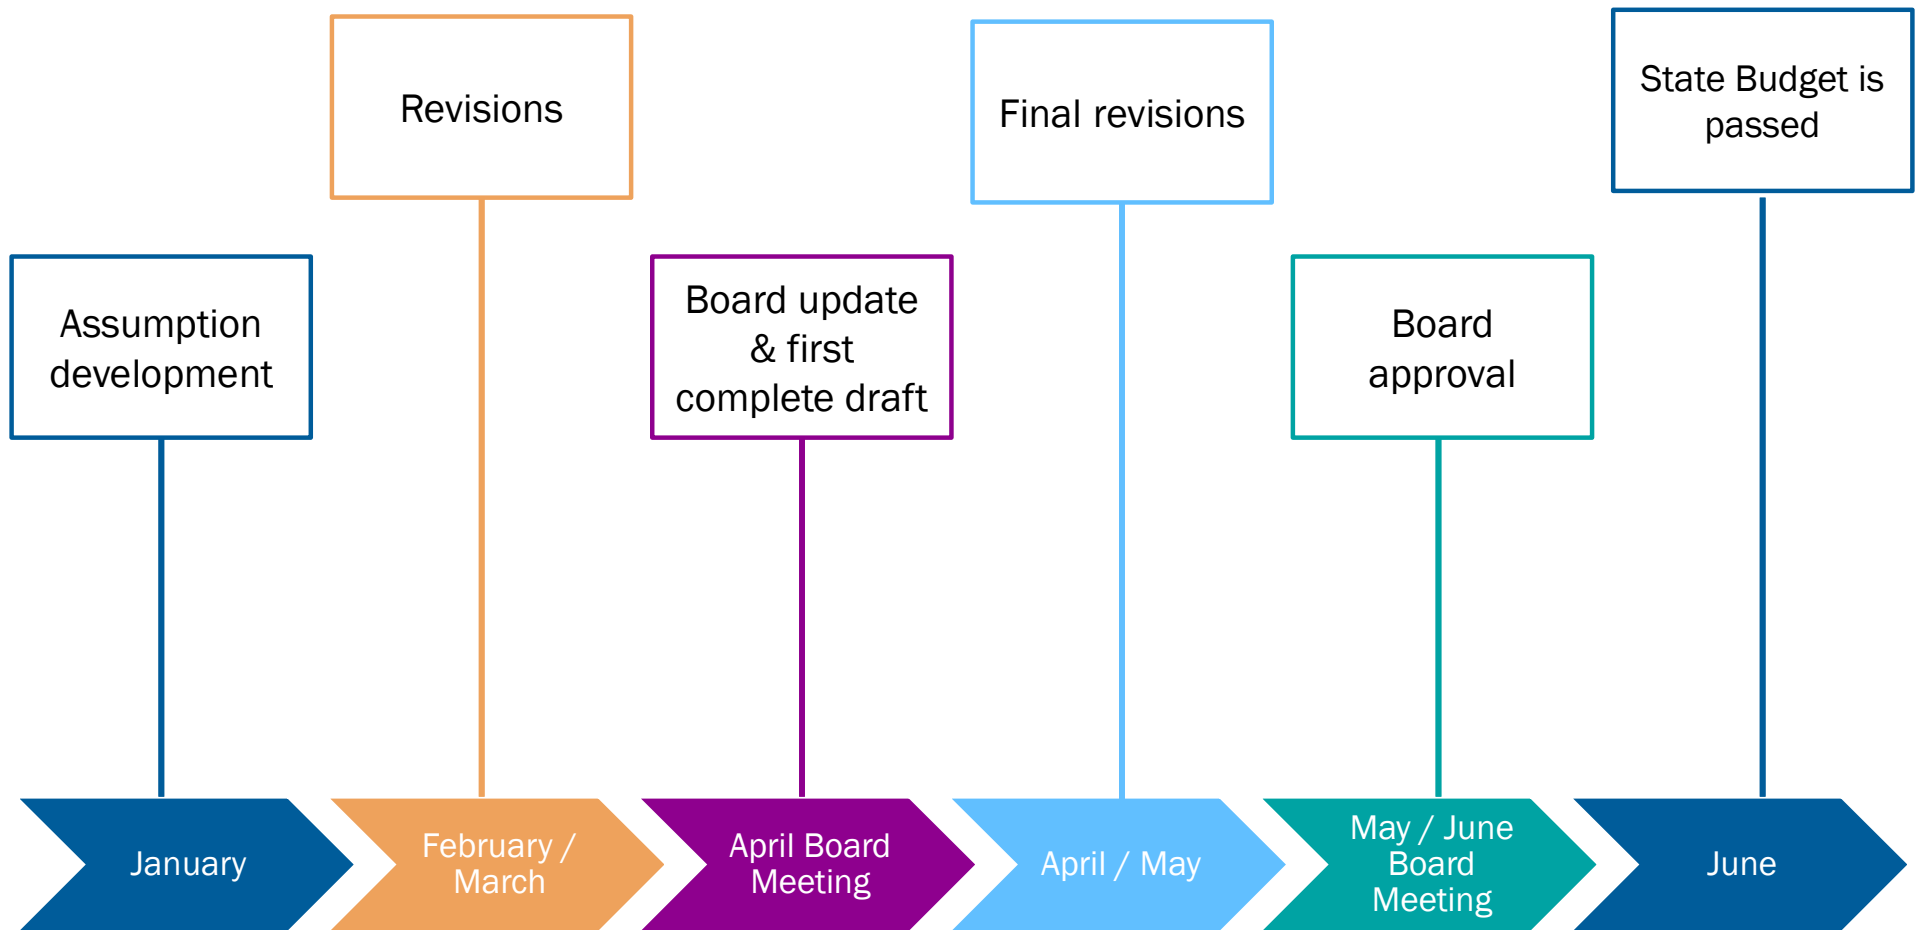 Revisions
Final revisions
State Budget is
passed
Assumption
development
Board update
& first
complete draft
Board
approval
January
February /
March
April Board
Meeting
April / May
May / June
Board
Meeting
June